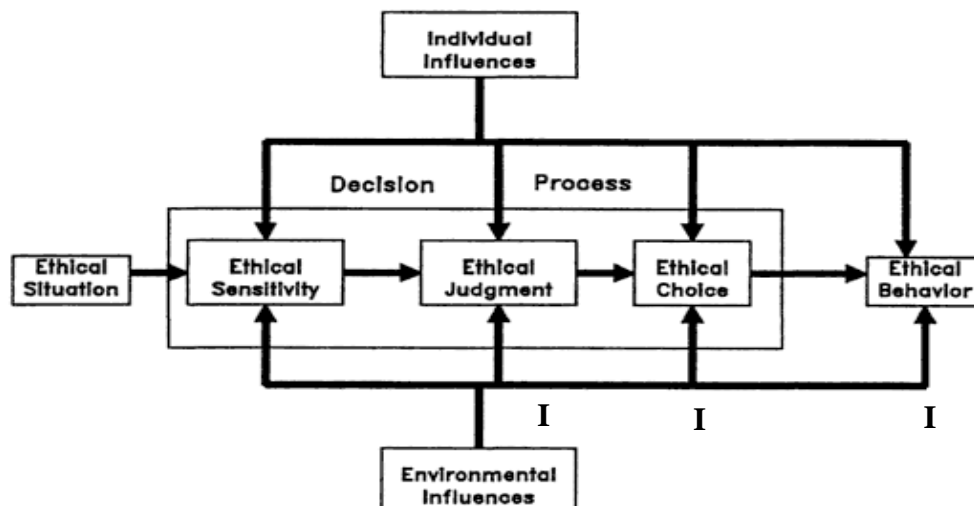 Individual
Influences
Decision Process
Ethical
Situation
Ethical
Sensitivity
Ethical
Judgment
Ethical
Choice
Ethical
Behavior
I I I
Environmental
Influences